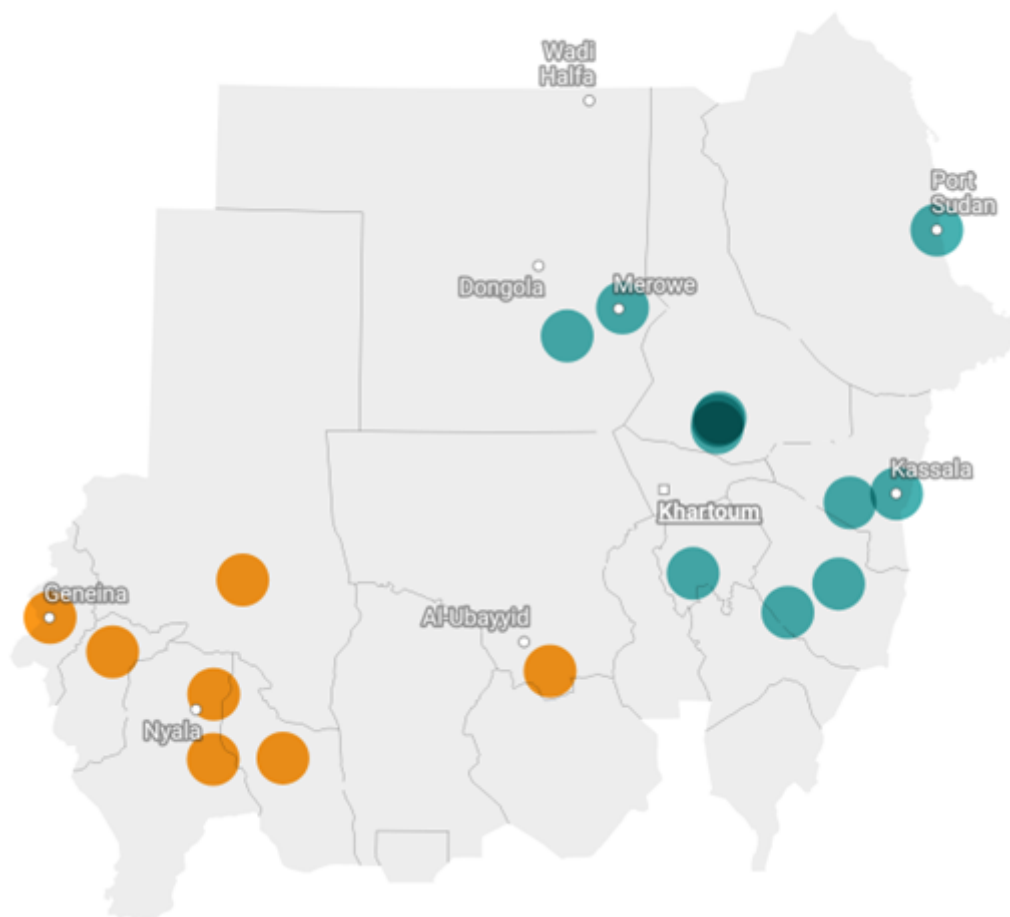 Wadi
Halfa
Port
Sudan
Dongola
Merowe
Kassala
Khartoum
Geneina
Al-Ubayyid
Nyala